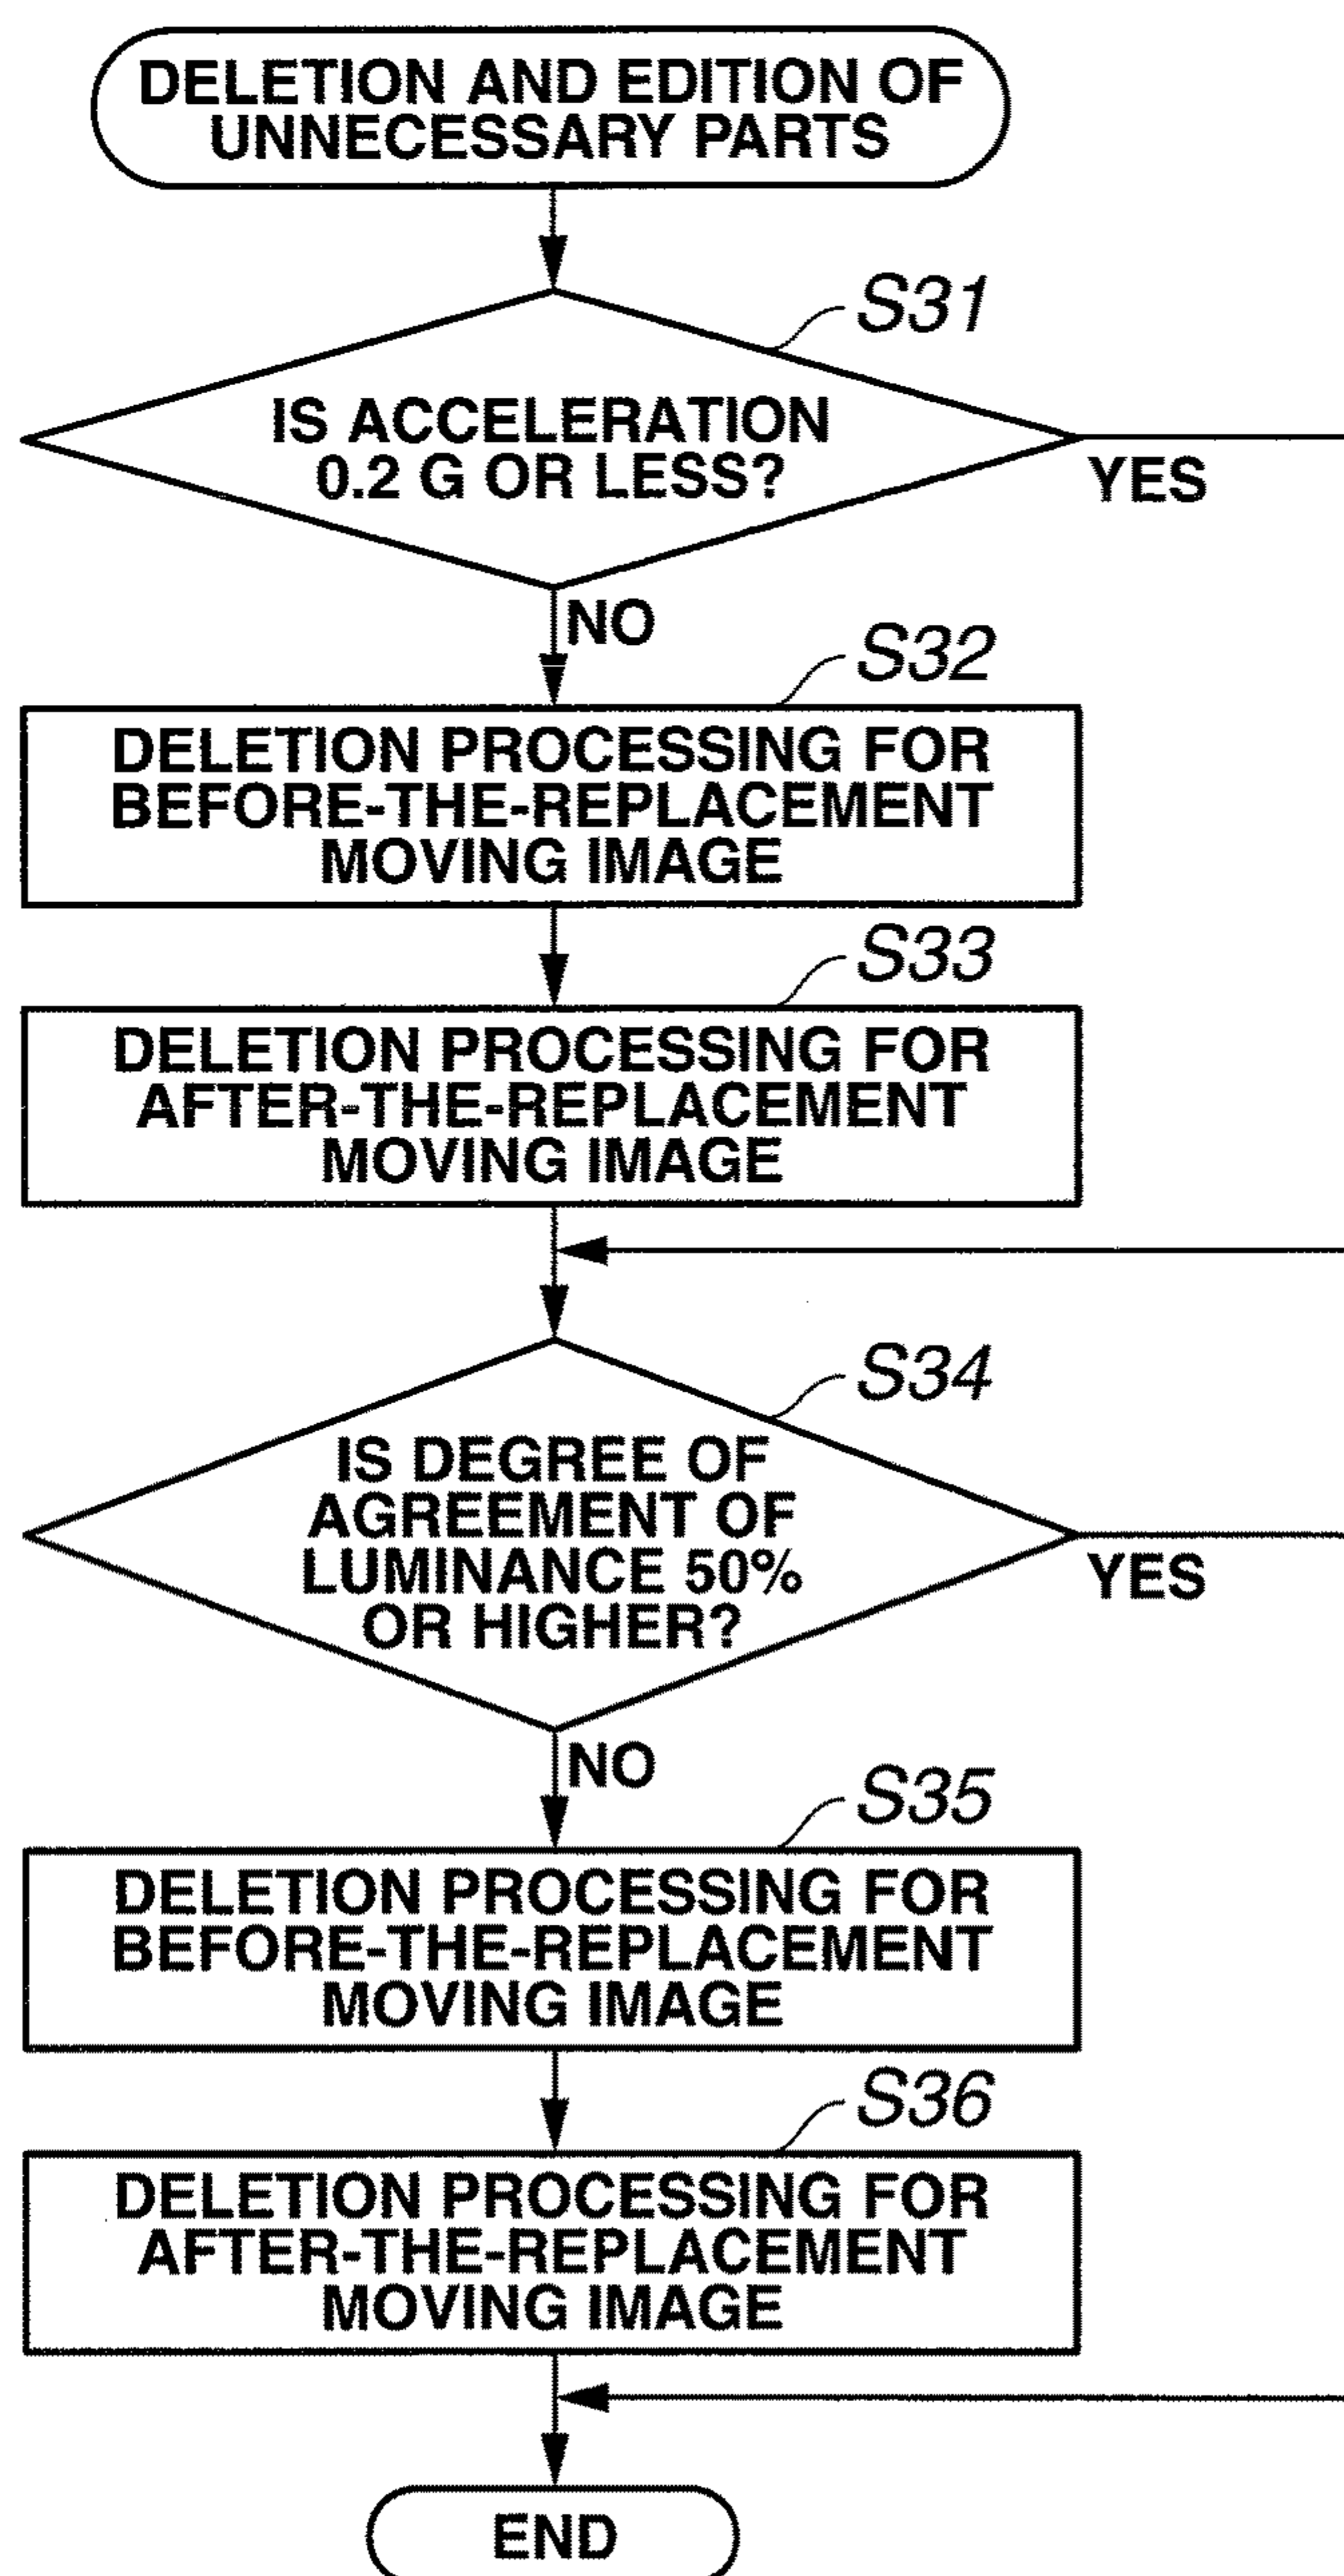 DELETION AND EDITION OF
UNNECESSARY PARTS
S31
IS ACCELERATION
0.2 G OR LESS?
YES
NO
S32
DELETION PROCESSING FOR
BEFORE-THE-REPLACEMENT
MOVING IMAGE
S33
DELETION PROCESSING FOR
AFTER-THE-REPLACEMENT
MOVING IMAGE
S34
IS DEGREE OF
AGREEMENT OF
LUMINANCE 50%
OR HIGHER?
YES
NO
S35
DELETION PROCESSING FOR
BEFORE-THE-REPLACEMENT
MOVING IMAGE
S36
DELETION PROCESSING FOR
AFTER-THE-REPLACEMENT
MOVING IMAGE
END